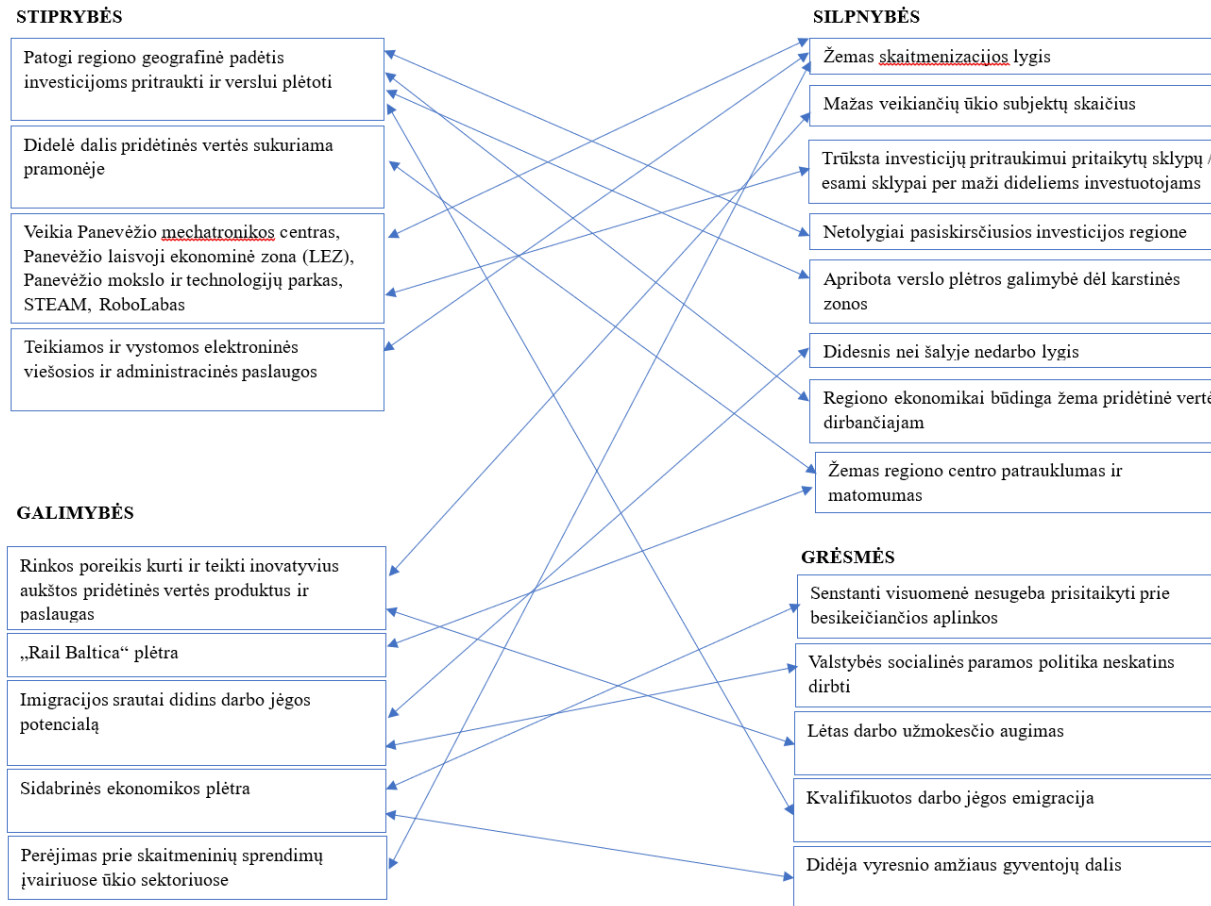 STIPRYBĖS
Patogi regiono geografinė padėtis
investicijoms pritraukti ir verslui plėtoti
Didelė dalis pridėtinės vertės sukuriama
pramonėje
Veikia Panevėžio mechatronikos centras,
Panevėžio laisvoji ekonominė zona (LEZ),
Panevėžio mokslo ir technologijų parkas,
STEAM, RoboLabas
Teikiamos ir vystomos elektroninės
viešosios ir administracinės paslaugos
SILPNYBĖS
Žemas skaitmenizacijos lygis
Mažas veikiančių ūkio subjektų skaičius
Trūksta investicijų pritraukimui pritaikytų sklypų /
esami sklypai per maži dideliems investuotojams
Netolygiai pasiskirsčiusios investicijos regione
Apribota verslo plėtros galimybė dėl karstinės
zonos
Didesnis nei šalyje nedarbo lygis
Regiono ekonomikai būdinga žema pridėtinė vertė
dirbančiajam
Žemas regiono centro patrauklumas ir
matomumas
GALIMYBĖS
Rinkos poreikis kurti ir teikti inovatyvius
aukštos pridėtinės vertės produktus ir
paslaugas
„Rail Baltica“ plėtra
Imigracijos srautai didins darbo jėgos
potencialą
Sidabrinės ekonomikos plėtra
Perėjimas prie skaitmeninių sprendimų
įvairiuose ūkio sektoriuose
GRĖSMĖS
Senstanti visuomenė nesugeba prisitaikyti prie
besikeičiančios aplinkos
Valstybės socialinės paramos politika neskatins
dirbti
Lėtas darbo užmokesčio augimas
Kvalifikuotos darbo jėgos emigracija
Didėja vyresnio amžiaus gyventojų dalis